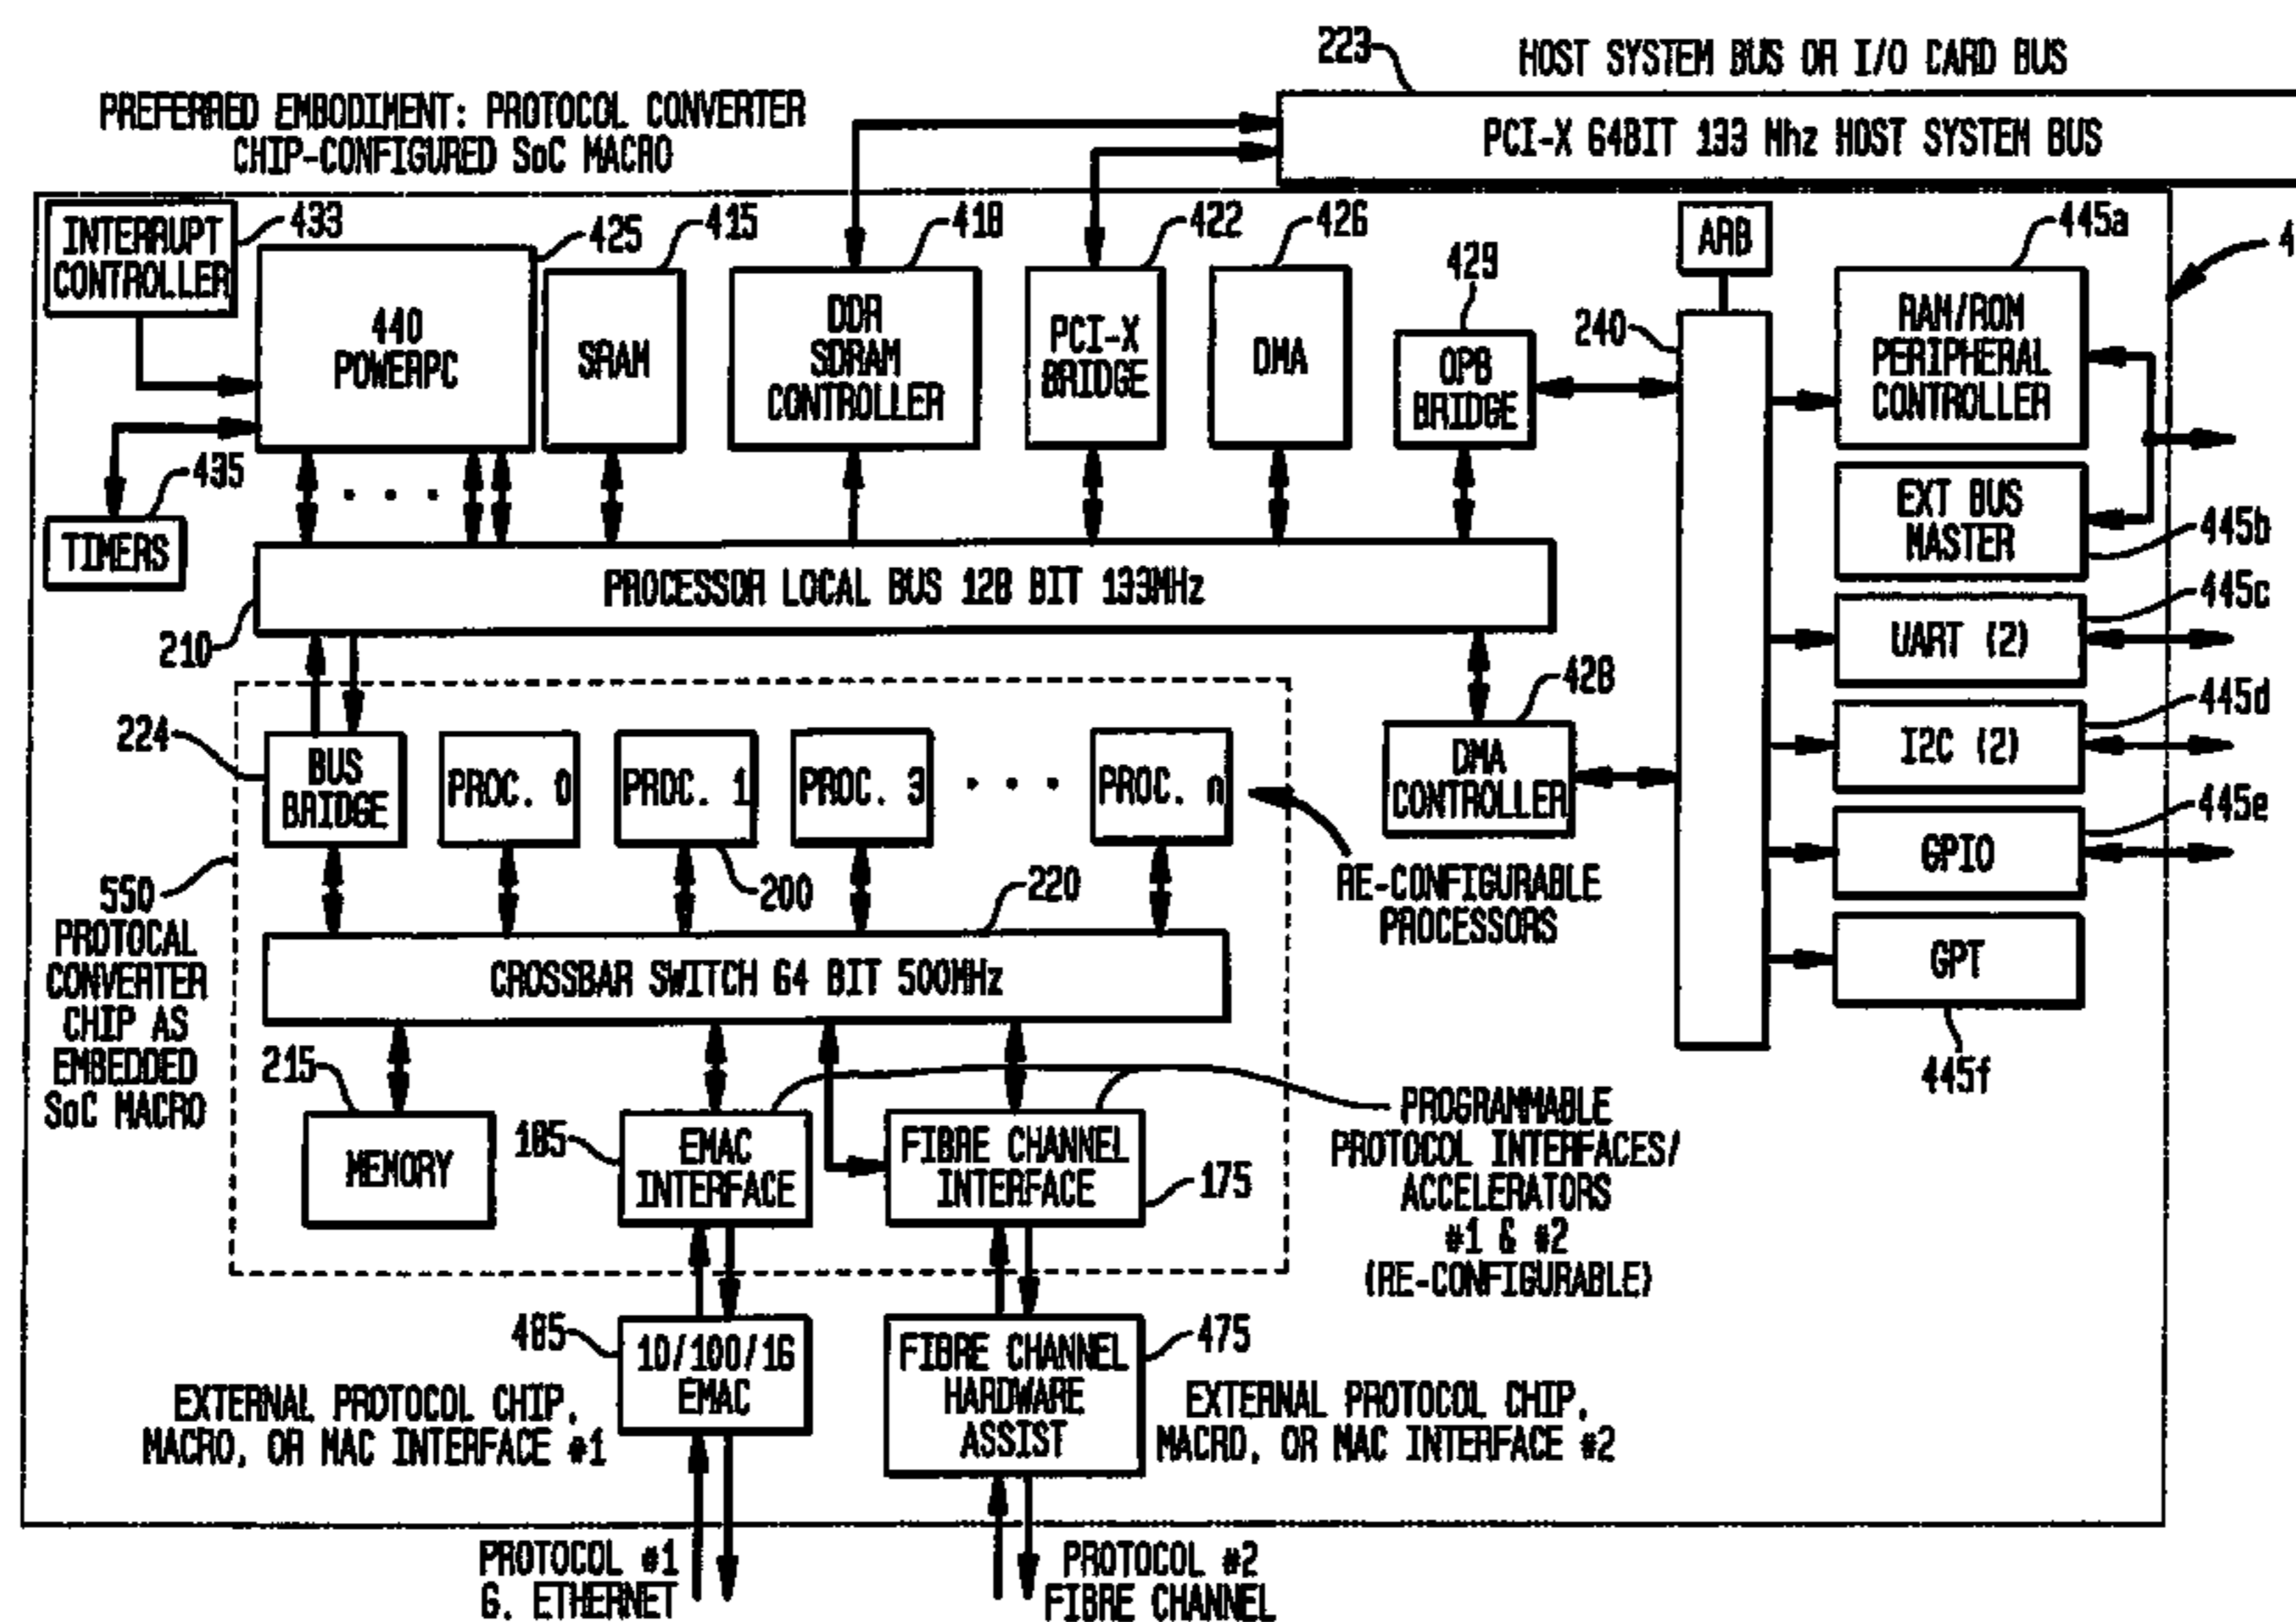 223
HOST SYSTEM BUS OR I/O CARD BUS
PREFERRED EMBODIMENT: PROTOCOL CONVERTER
CHIP-CONFIGURED SoC MACRO
PCI-X 64BIT 133 Mhz HOST SYSTEM BUS
INTERRUPT
CONTROLLER
433
425
440
POWERPC
415
SRAM
418
DDR
SDRAM
CONTROLLER
422
PCI-X
BRIDGE
426
DMA
429
OPB
BRIDGE
240
ARB
445a
RAM/ROM
PERIPHERAL
CONTROLLER
4
435
TIMERS
EXT BUS
MASTER
445b
PROCESSOR LOCAL BUS 128 BIT 133MHz
210
UART (2)
445c
428
DMA
CONTROLLER
I2C (2)
445d
GPIO
445e
GPT
445f
224
BUS
BRIDGE
PROC. 0
PROC. 1
PROC. 3
. . .
PROC. n
200
220
RE-CONFIGURABLE
PROCESSORS
550
PROTOCAL
CONVERTER
CHIP AS
EMBEDDED
SoC MACRO
CROSSBAR SWITCH 64 BIT 500MHz
215
MEMORY
185
EMAC
INTERFACE
FIBRE CHANNEL
INTERFACE
175
PROGRAMMABLE
PROTOCOL INTERFACES/
ACCELERATORS
#1 & #2
(RE-CONFIGURABLE)
485
10/100/1G
EMAC
EXTERNAL PROTOCOL CHIP,
MACRO, OR MAC INTERFACE #1
FIBRE CHANNEL
HARDWARE
ASSIST
475
EXTERNAL PROTOCOL CHIP,
MACRO, OR MAC INTERFACE #2
PROTOCOL #1
G. ETHERNET
PROTOCOL #2
FIBRE CHANNEL